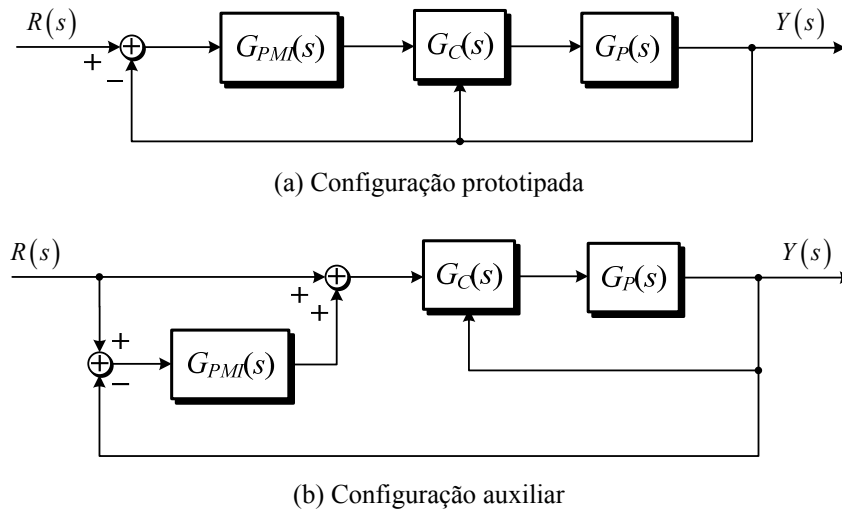 R(s)
+
−
G_PMI(s)
G_C(s)
G_P(s)
Y(s)
(a) Configuração prototipada
R(s)
+
−
G_PMI(s)
+
+
G_C(s)
G_P(s)
Y(s)
(b) Configuração auxiliar